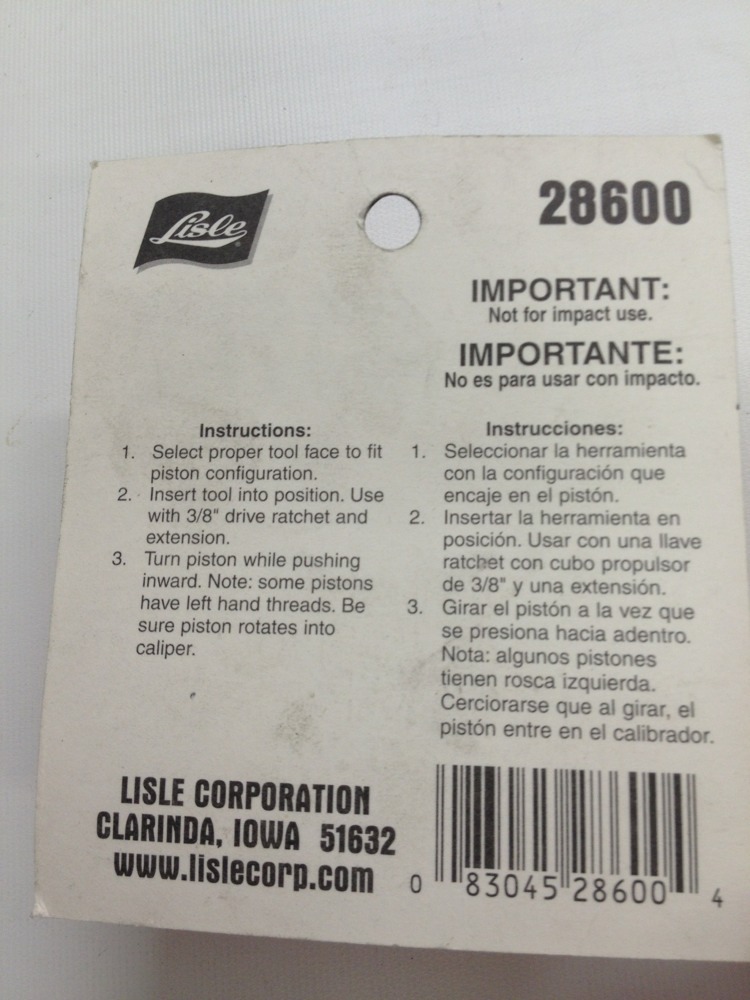 Lisle
28600
IMPORTANT:
Not for impact use.
IMPORTANTE:
No es para usar con impacto.
Instructions:
1. Select proper tool face to fit
piston configuration.
2. Insert tool into position. Use
with 3/8" drive ratchet and
extension.
3. Turn piston while pushing
inward. Note: some pistons
have left hand threads. Be
sure piston rotates into
caliper.
Instrucciones:
1. Seleccionar la herramienta
con la configuración que
encaje en el pistón.
2. Insertar la herramienta en
posición. Usar con una llave
ratchet con cubo propulsor
de 3/8" y una extensión.
3. Girar el pistón a la vez que
se presiona hacia adentro.
Nota: algunos pistones
tienen rosca izquierda.
Cerciorarse que al girar, el
pistón entre en el calibrador.
LISLE CORPORATION
CLARINDA, IOWA 51632
www.lislecorp.com
0 83045 28600 4